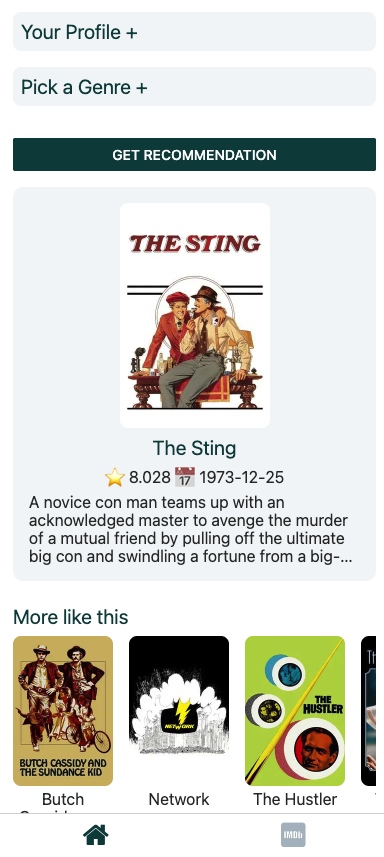 Your Profile +
Pick a Genre +
GET RECOMMENDATION
THE STING
The Sting
8.028 17 1973-12-25
A novice con man teams up with an
acknowledged master to avenge the murder
of a mutual friend by pulling off the ultimate
big con and swindling a fortune from a big-...
More like this
BUTCH CASSIDY AND
THE SUNDANCE KID
NETWORK
THE
HUSTLER
Butch
Network
The Hustler
IMDb